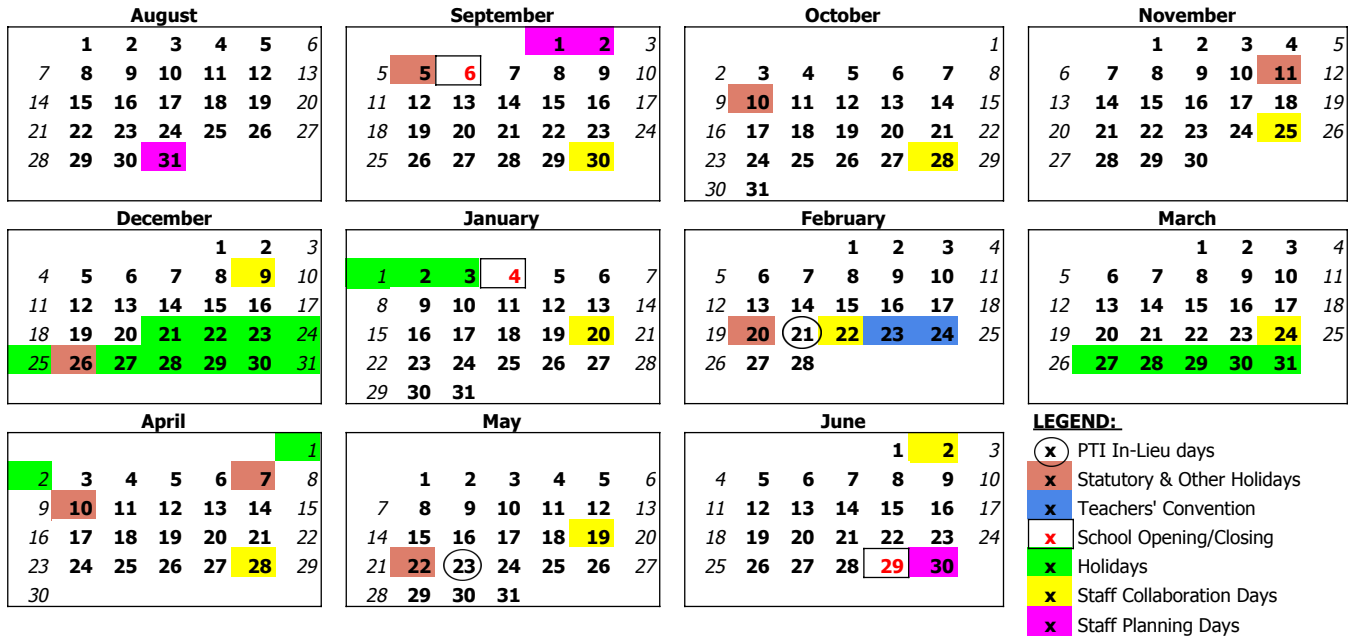 August
1 2 3 4 5 6
7 8 9 10 11 12 13
14 15 16 17 18 19 20
21 22 23 24 25 26 27
28 29 30 31
September
1 2 3
5 5 6 7 8 9 10
11 12 13 14 15 16 17
18 19 20 21 22 23 24
25 26 27 28 29 30
October
1
2 3 4 5 6 7 8
9 10 11 12 13 14 15
16 17 18 19 20 21 22
23 24 25 26 27 28 29
30 31
November
1 2 3 4 5
6 7 8 9 10 11 12
13 14 15 16 17 18 19
20 21 22 23 24 25 26
27 28 29 30
December
1 2 3
4 5 6 7 8 9 10
11 12 13 14 15 16 17
18 19 20 21 22 23 24
25 26 27 28 29 30 31
January
1 2 3 4 5 6 7
8 9 10 11 12 13 14
15 16 17 18 19 20 21
22 23 24 25 26 27 28
29 30 31
February
1 2 3 4
5 6 7 8 9 10 11
12 13 14 15 16 17 18
19 20 21 22 23 24 25
26 27 28
March
1 2 3 4
5 6 7 8 9 10 11
12 13 14 15 16 17 18
19 20 21 22 23 24 25
26 27 28 29 30 31
April
1
2 3 4 5 6 7 8
9 10 11 12 13 14 15
16 17 18 19 20 21 22
23 24 25 26 27 28 29
30
May
1 2 3 4 5 6
7 8 9 10 11 12 13
14 15 16 17 18 19 20
21 22 23 24 25 26 27
28 29 30 31
June
1 2 3
4 5 6 7 8 9 10
11 12 13 14 15 16 17
18 19 20 21 22 23 24
25 26 27 28 29 30
LEGEND:
x PTI In-Lieu days
x Statutory & Other Holidays
x Teachers' Convention
x School Opening/Closing
x Holidays
x Staff Collaboration Days
x Staff Planning Days